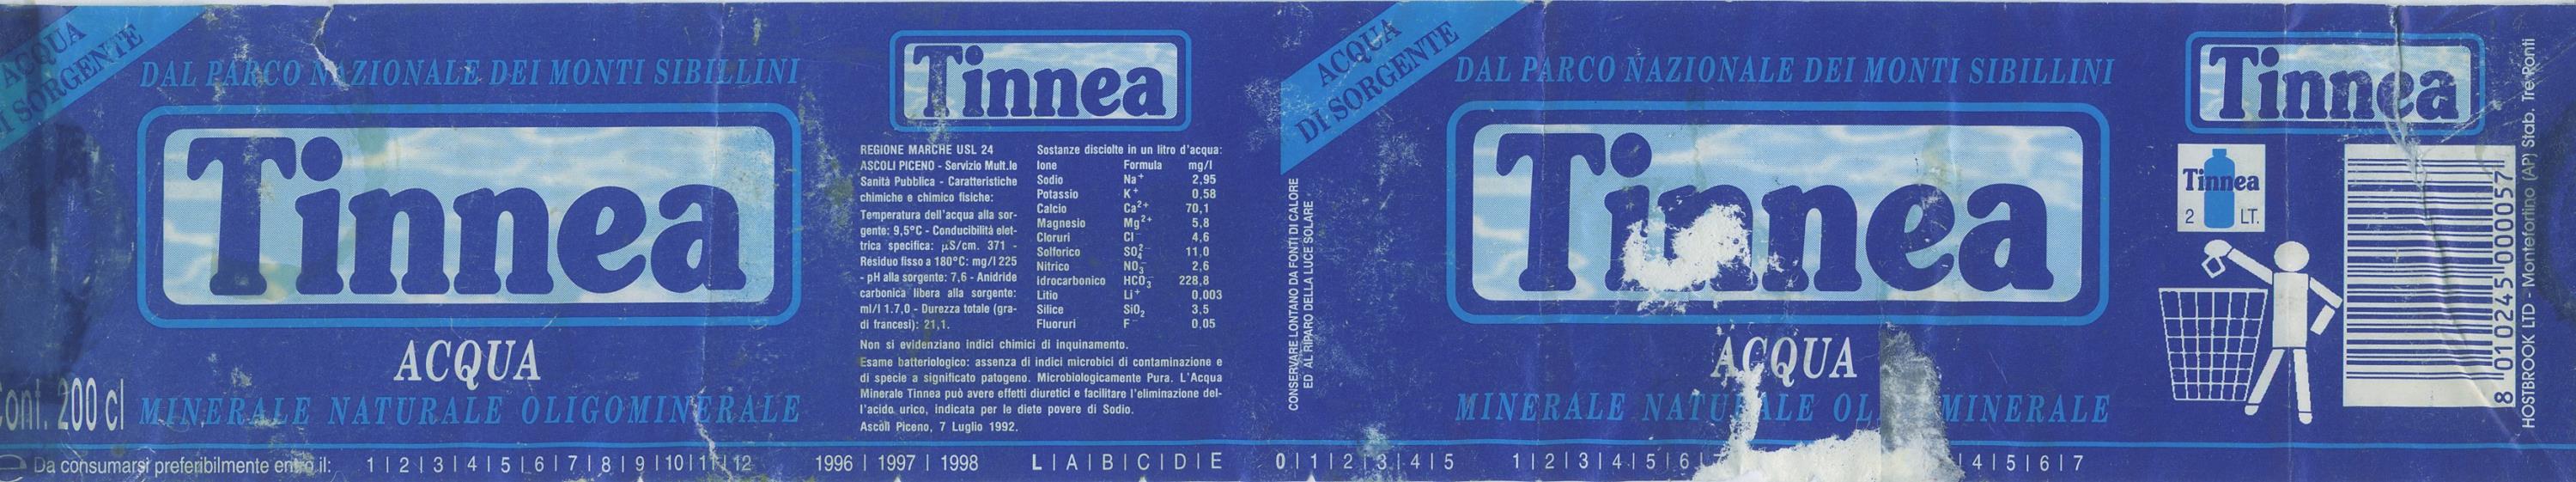 ACQUA
DI SORGENTE
DAL PARCO NAZIONALE DEI MONTI SIBILLINI
Tinnea
ACQUA
MINERALE NATURALE OLIGOMINERALE
Cont. 200 cl
Da consumarsi preferibilmente entro il: 1 | 2 | 3 | 4 | 5 | 6 | 7 | 8 | 9 | 10 | 11 | 12 1996 | 1997 | 1998 L | A | B | C | D | E
Tinnea
REGIONE MARCHE USL 24
ASCOLI PICENO - Servizio Mult.le
Sanità Pubblica - Caratteristiche
chimiche e chimico fisiche:
Temperatura dell'acqua alla sor-
gente: 9,5°C - Conducibilità elet-
trica specifica: µS/cm. 371 -
Residuo fisso a 180°C: mg/l 225
- pH alla sorgente: 7,6 - Anidride
carbonica libera alla sorgente:
ml/l 1.7,0 - Durezza totale (gra-
di francesi): 21,1.
Sostanze disciolte in un litro d'acqua:
Ione Formula mg/l
Sodio Na+ 2,95
Potassio K+ 0,58
Calcio Ca2+ 70,1
Magnesio Mg2+ 5,8
Cloruri Cl- 4,6
Solforico SO4 2- 11,0
Nitrico NO3- 2,6
Idrocarbonico HCO3- 228,8
Litio Li+ 0,003
Silice SiO2 3,5
Fluoruri F- 0,05
Non si evidenziano indici chimici di inquinamento.
Esame batteriologico: assenza di indici microbici di contaminazione e
di specie a significato patogeno. Microbiologicamente Pura. L'Acqua
Minerale Tinnea può avere effetti diuretici e facilitare l'eliminazione del-
l'acido urico, indicata per le diete povere di Sodio.
Ascoli Piceno, 7 Luglio 1992.
CONSERVARE LONTANO DA FONTI DI CALORE
ED AL RIPARO DELLA LUCE SOLARE
ACQUA
DI SORGENTE
DAL PARCO NAZIONALE DEI MONTI SIBILLINI
Tinnea
ACQUA
MINERALE NATURALE OL MINERALE
0 | 1 | 2 | 3 | 4 | 5 1 | 2 | 3 | 4 | 5 | 6 | 4 | 5 | 6 | 7
Tinnea
Tinnea
2 LT.
8 010245 000057
HOSTBROOK LTD - Montefortino (AP) Stab. Tre Ponti